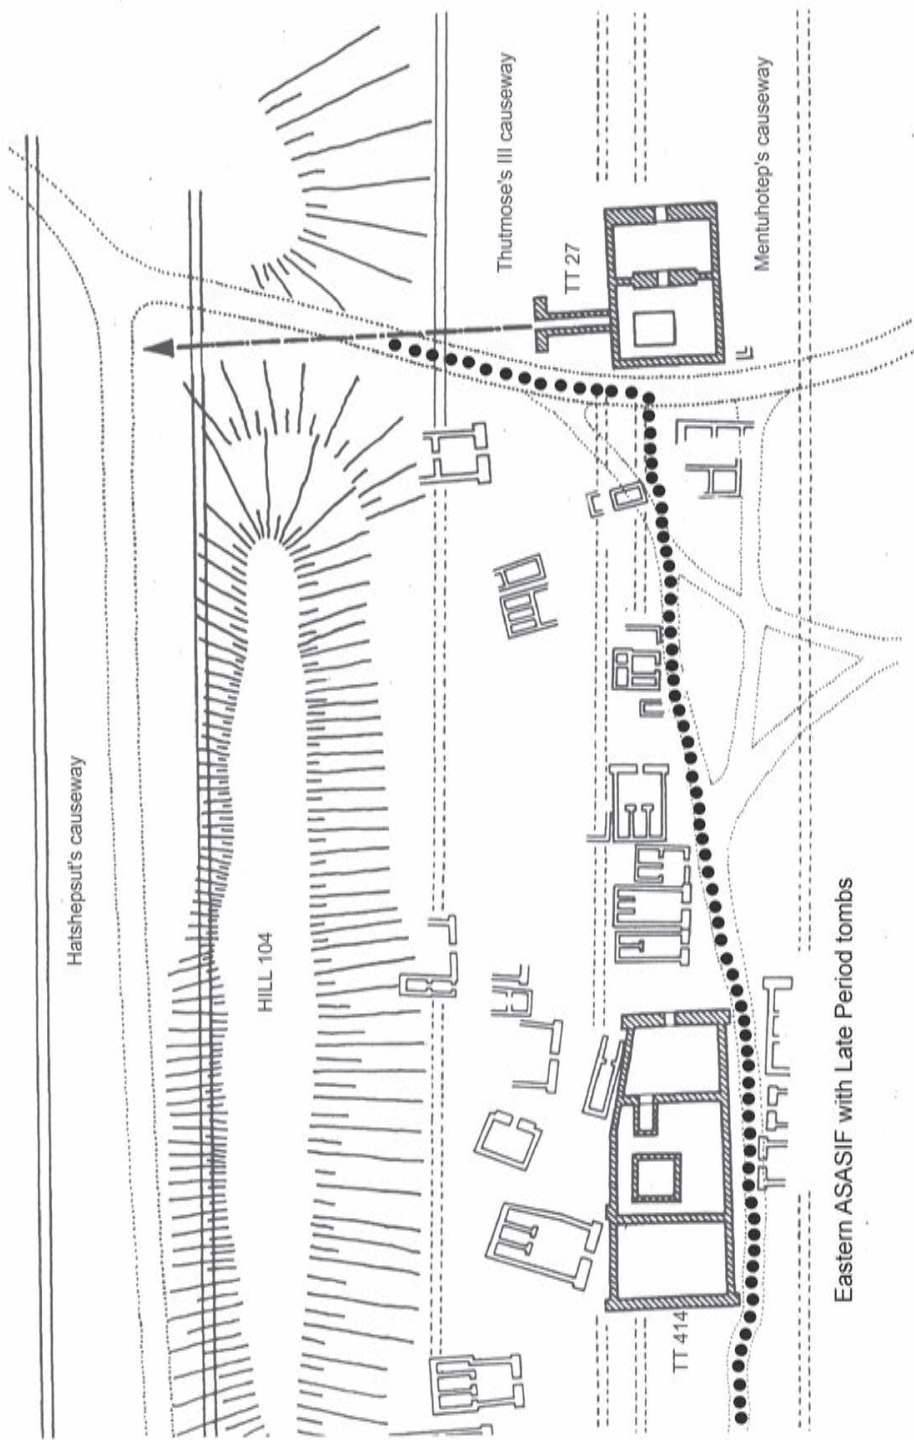 Hatshepsut's causeway
HILL 104
Thutmose's III causeway
TT 27
Mentuhotep's causeway
TT 414
Eastern ASASIF with Late Period tombs